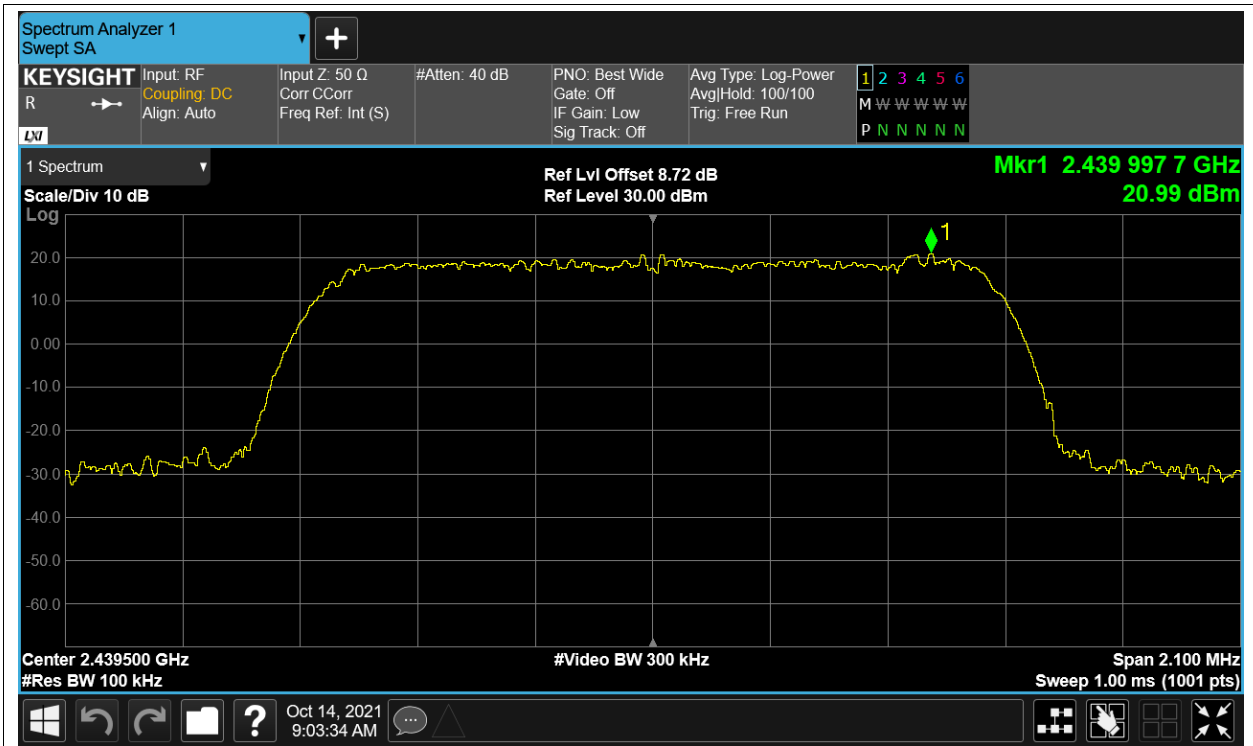 Spectrum Analyzer 1
Swept SA
KEYSIGHT
R
LXI
Input: RF
Coupling: DC
Align: Auto
Input Z: 50 Ω
Corr CCorr
Freq Ref: Int (S)
#Atten: 40 dB
PNO: Best Wide
Gate: Off
IF Gain: Low
Sig Track: Off
Avg Type: Log-Power
Avg|Hold: 100/100
Trig: Free Run
1 2 3 4 5 6
M W W W W W
P N N N N N
1 Spectrum
Scale/Div 10 dB
Log
Ref Lvl Offset 8.72 dB
Ref Level 30.00 dBm
Mkr1 2.439 997 7 GHz
20.99 dBm
1
20.0
10.0
0.00
-10.0
-20.0
-30.0
-40.0
-50.0
-60.0
Center 2.439500 GHz
#Video BW 300 kHz
Span 2.100 MHz
#Res BW 100 kHz
Sweep 1.00 ms (1001 pts)
?
Oct 14, 2021
9:03:34 AM